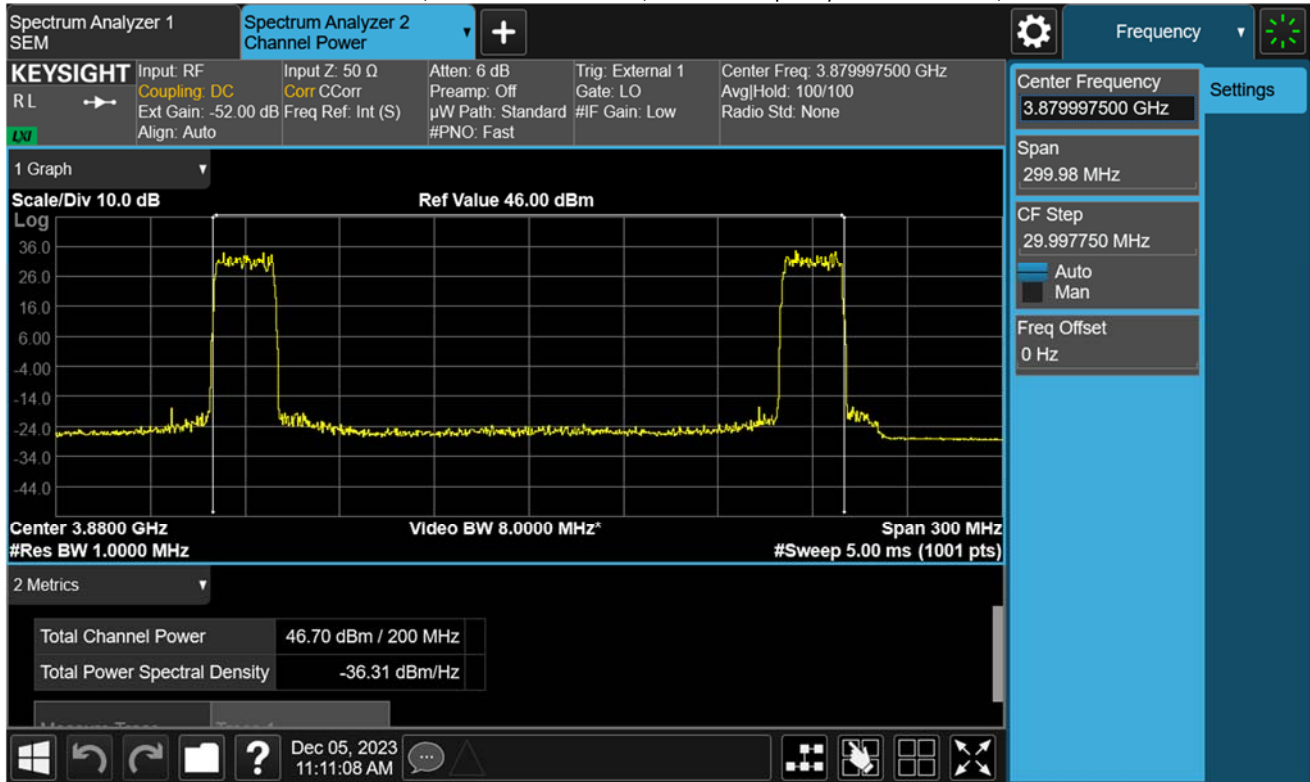 Spectrum Analyzer 1
SEM
Spectrum Analyzer 2
Channel Power
Frequency
KEYSIGHT
R L
LXI
Input: RF
Coupling: DC
Ext Gain: -52.00 dB
Align: Auto
Input Z: 50 Ω
Corr CCorr
Freq Ref: Int (S)
Atten: 6 dB
Preamp: Off
µW Path: Standard
#PNO: Fast
Trig: External 1
Gate: LO
#IF Gain: Low
Center Freq: 3.879997500 GHz
Avg|Hold: 100/100
Radio Std: None
Center Frequency
3.879997500 GHz
Settings
Span
299.98 MHz
CF Step
29.997750 MHz
Auto
Man
Freq Offset
0 Hz
1 Graph
Scale/Div 10.0 dB
Ref Value 46.00 dBm
Log
36.0
26.0
16.0
6.00
-4.00
-14.0
-24.0
-34.0
-44.0
Center 3.8800 GHz
Video BW 8.0000 MHz*
Span 300 MHz
#Res BW 1.0000 MHz
#Sweep 5.00 ms (1001 pts)
2 Metrics
Total Channel Power 46.70 dBm / 200 MHz
Total Power Spectral Density -36.31 dBm/Hz
?
Dec 05, 2023
11:11:08 AM